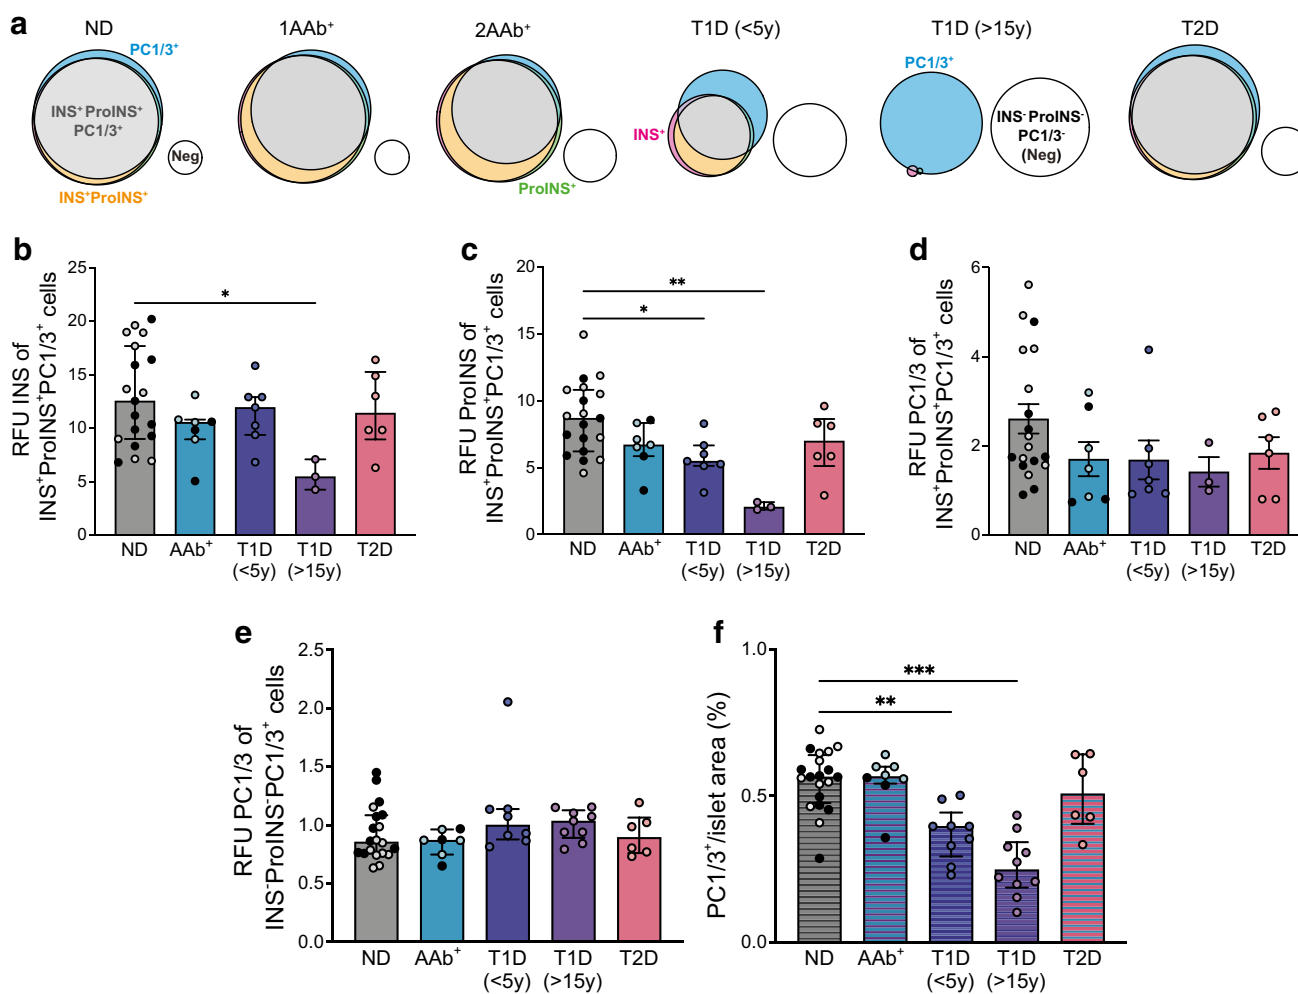 a
ND
1AAb⁺
2AAb⁺
T1D (<5y)
T1D (>15y)
T2D
PC1/3⁺
INS⁺ProINS⁺
PC1/3⁺
Neg
INS⁺ProINS⁺
ProINS⁺
INS⁺
PC1/3⁺
INS⁻ProINS⁻
PC1/3⁻
(Neg)
b
RFU INS of
INS⁺ProINS⁺PC1/3⁺ cells
25
20
15
10
5
0
*
ND
AAb⁺
T1D
(<5y)
T1D
(>15y)
T2D
c
RFU ProINS of
INS⁺ProINS⁺PC1/3⁺ cells
20
15
10
5
0
**
*
ND
AAb⁺
T1D
(<5y)
T1D
(>15y)
T2D
d
RFU PC1/3 of
INS⁺ProINS⁺PC1/3⁺ cells
6
4
2
0
ND
AAb⁺
T1D
(<5y)
T1D
(>15y)
T2D
e
RFU PC1/3 of
INS⁻ProINS⁻PC1/3⁺ cells
2.5
2.0
1.5
1.0
0.5
0.0
ND
AAb⁺
T1D
(<5y)
T1D
(>15y)
T2D
f
PC1/3⁺/islet area (%)
1.0
0.5
0.0
***
**
ND
AAb⁺
T1D
(<5y)
T1D
(>15y)
T2D